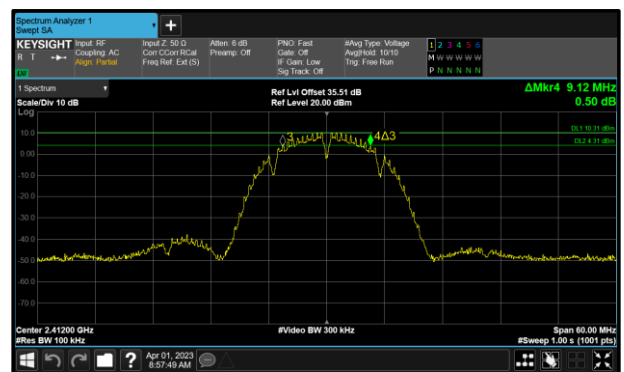 Spectrum Analyzer 1
Swept SA
+
KEYSIGHT
R T
Input: RF
Coupling: AC
Align: Partial
Input Z: 50 Ω
Corr CCorr RCal
Freq Ref: Ext (S)
Atten: 6 dB
Preamp: Off
PNO: Fast
Gate: Off
IF Gain: Low
Sig Track: Off
#Avg Type: Voltage
Avg|Hold: 10/10
Trig: Free Run
1 2 3 4 5 6
M W W W W W
P N N N N N
1 Spectrum
Scale/Div 10 dB
Log
Ref Lvl Offset 35.51 dB
Ref Level 20.00 dBm
ΔMkr4 9.12 MHz
0.50 dB
10.0
DL1 10.31 dBm
3
4Δ3
DL2 4.31 dBm
0.00
-10.0
-20.0
-30.0
-40.0
-50.0
-60.0
-70.0
Center 2.41200 GHz
#Res BW 100 kHz
#Video BW 300 kHz
Span 60.00 MHz
#Sweep 1.00 s (1001 pts)
?
Apr 01, 2023
8:57:49 AM